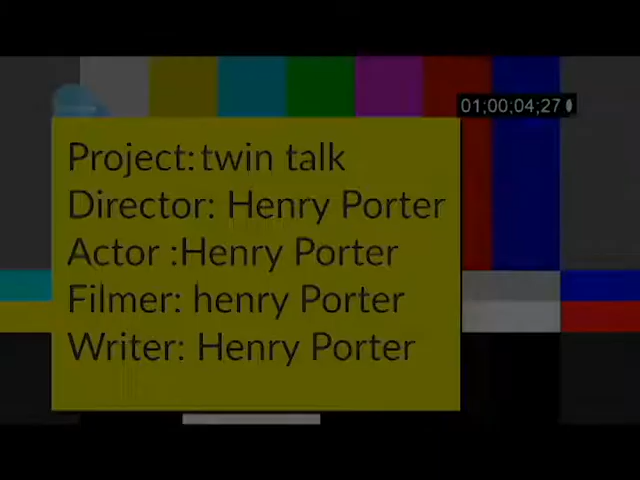 01;00;04;27
Project: twin talk
Director: Henry Porter
Actor :Henry Porter
Filmer: henry Porter
Writer: Henry Porter